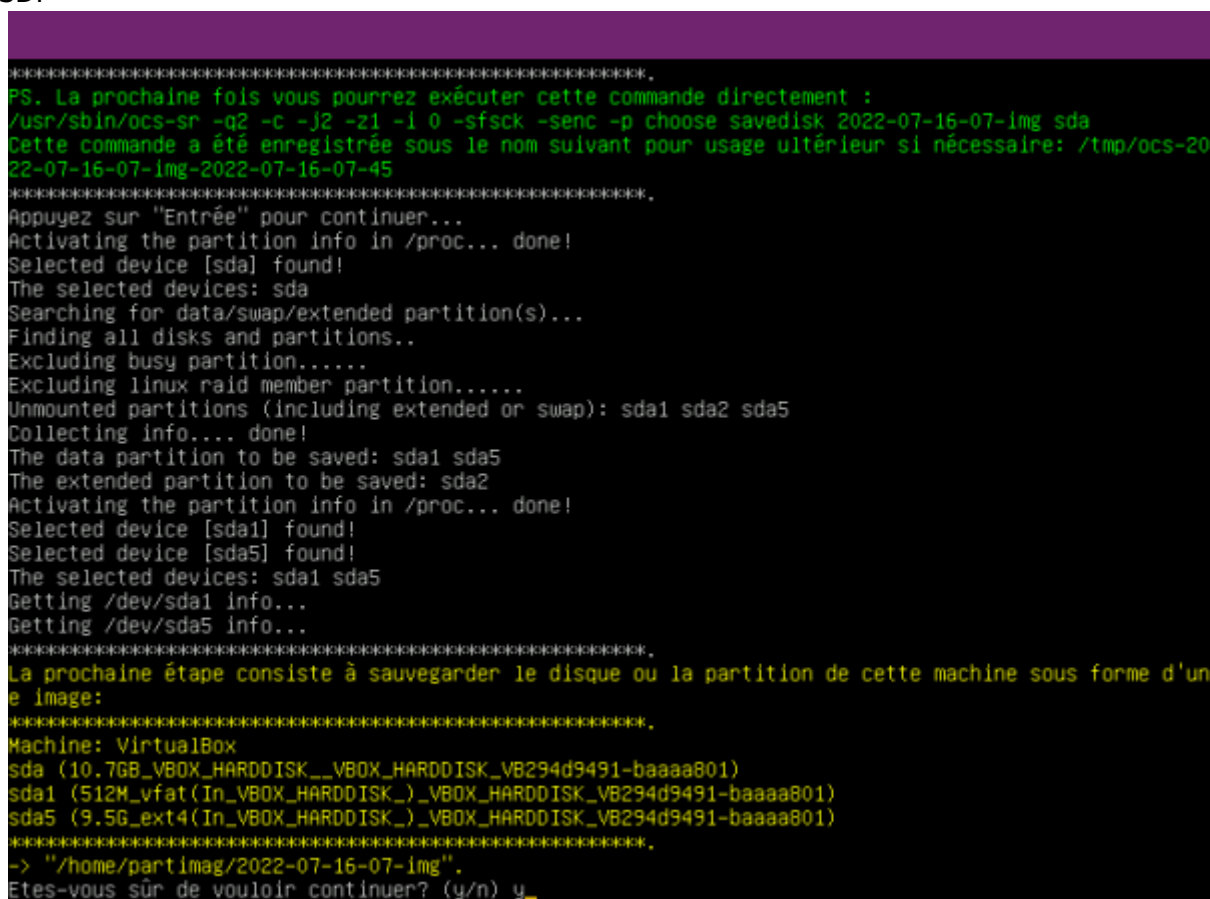 *****************************************************.
PS. La prochaine fois vous pourrez exécuter cette commande directement :
/usr/sbin/ocs-sr -q2 -c -j2 -z1 -i 0 -sfsck -senc -p choose savedisk 2022-07-16-07-img sda
Cette commande a été enregistrée sous le nom suivant pour usage ultérieur si nécessaire: /tmp/ocs-20
22-07-16-07-img-2022-07-16-07-45
*****************************************************.
Appuyez sur "Entrée" pour continuer...
Activating the partition info in /proc... done!
Selected device [sda] found!
The selected devices: sda
Searching for data/swap/extended partition(s)...
Finding all disks and partitions..
Excluding busy partition......
Excluding linux raid member partition......
Unmounted partitions (including extended or swap): sda1 sda2 sda5
Collecting info.... done!
The data partition to be saved: sda1 sda5
The extended partition to be saved: sda2
Activating the partition info in /proc... done!
Selected device [sda1] found!
Selected device [sda5] found!
The selected devices: sda1 sda5
Getting /dev/sda1 info...
Getting /dev/sda5 info...
*****************************************************.
La prochaine étape consiste à sauvegarder le disque ou la partition de cette machine sous forme d'un
e image:
*****************************************************.
Machine: VirtualBox
sda (10.7GB_VBOX_HARDDISK__VBOX_HARDDISK_VB294d9491-baaaa801)
sda1 (512M_vfat(In_VBOX_HARDDISK_)_VBOX_HARDDISK_VB294d9491-baaaa801)
sda5 (9.5G_ext4(In_VBOX_HARDDISK_)_VBOX_HARDDISK_VB294d9491-baaaa801)
*****************************************************.
-> "/home/partimag/2022-07-16-07-img".
Etes-vous sûr de vouloir continuer? (y/n) y